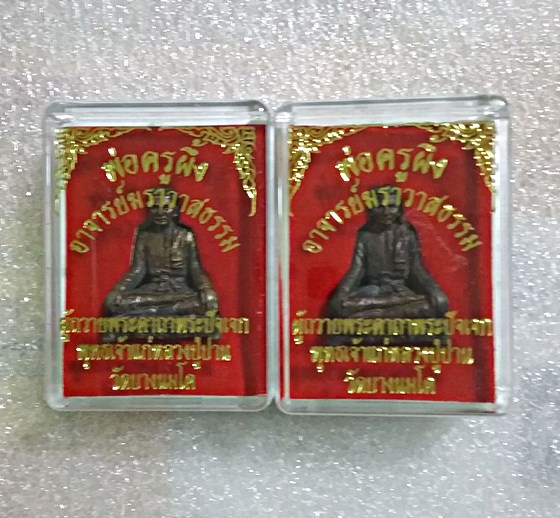 พ่อครูผึ้ง
อาจารย์ฆราวาสธรรม
ผู้ถวายพระคาถาพระปัจเจก
พุทธเจ้าแก่หลวงปู่ปาน
วัดบางนมโค
พ่อครูผึ้ง
อาจารย์ฆราวาสธรรม
ผู้ถวายพระคาถาพระปัจเจก
พุทธเจ้าแก่หลวงปู่ปาน
วัดบางนมโค